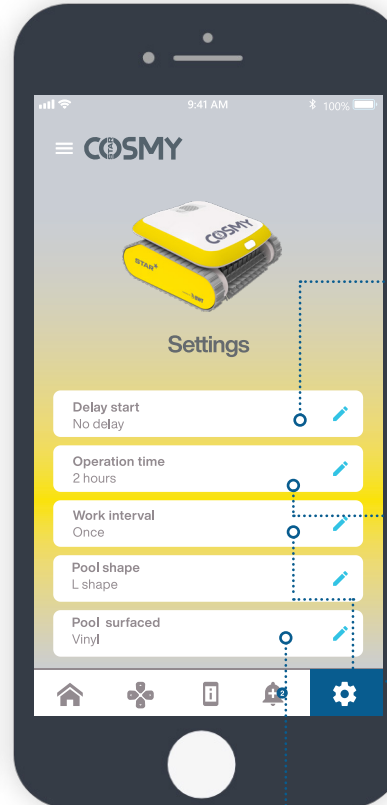 9:41 AM
100%
COSMY
STAR
COSMY
STAR+
Settings
Delay start
No delay
Operation time
2 hours
Work interval
Once
Pool shape
L shape
Pool surfaced
Vinyl
2